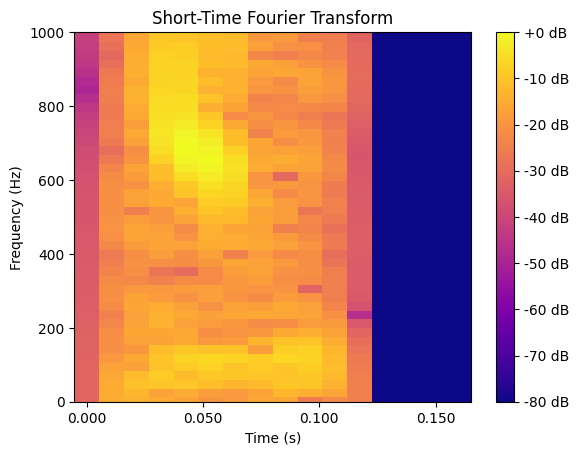 Short-Time Fourier Transform
1000
800
600
400
200
0
Frequency (Hz)
0.000
0.050
0.100
0.150
Time (s)
+0 dB
-10 dB
-20 dB
-30 dB
-40 dB
-50 dB
-60 dB
-70 dB
-80 dB